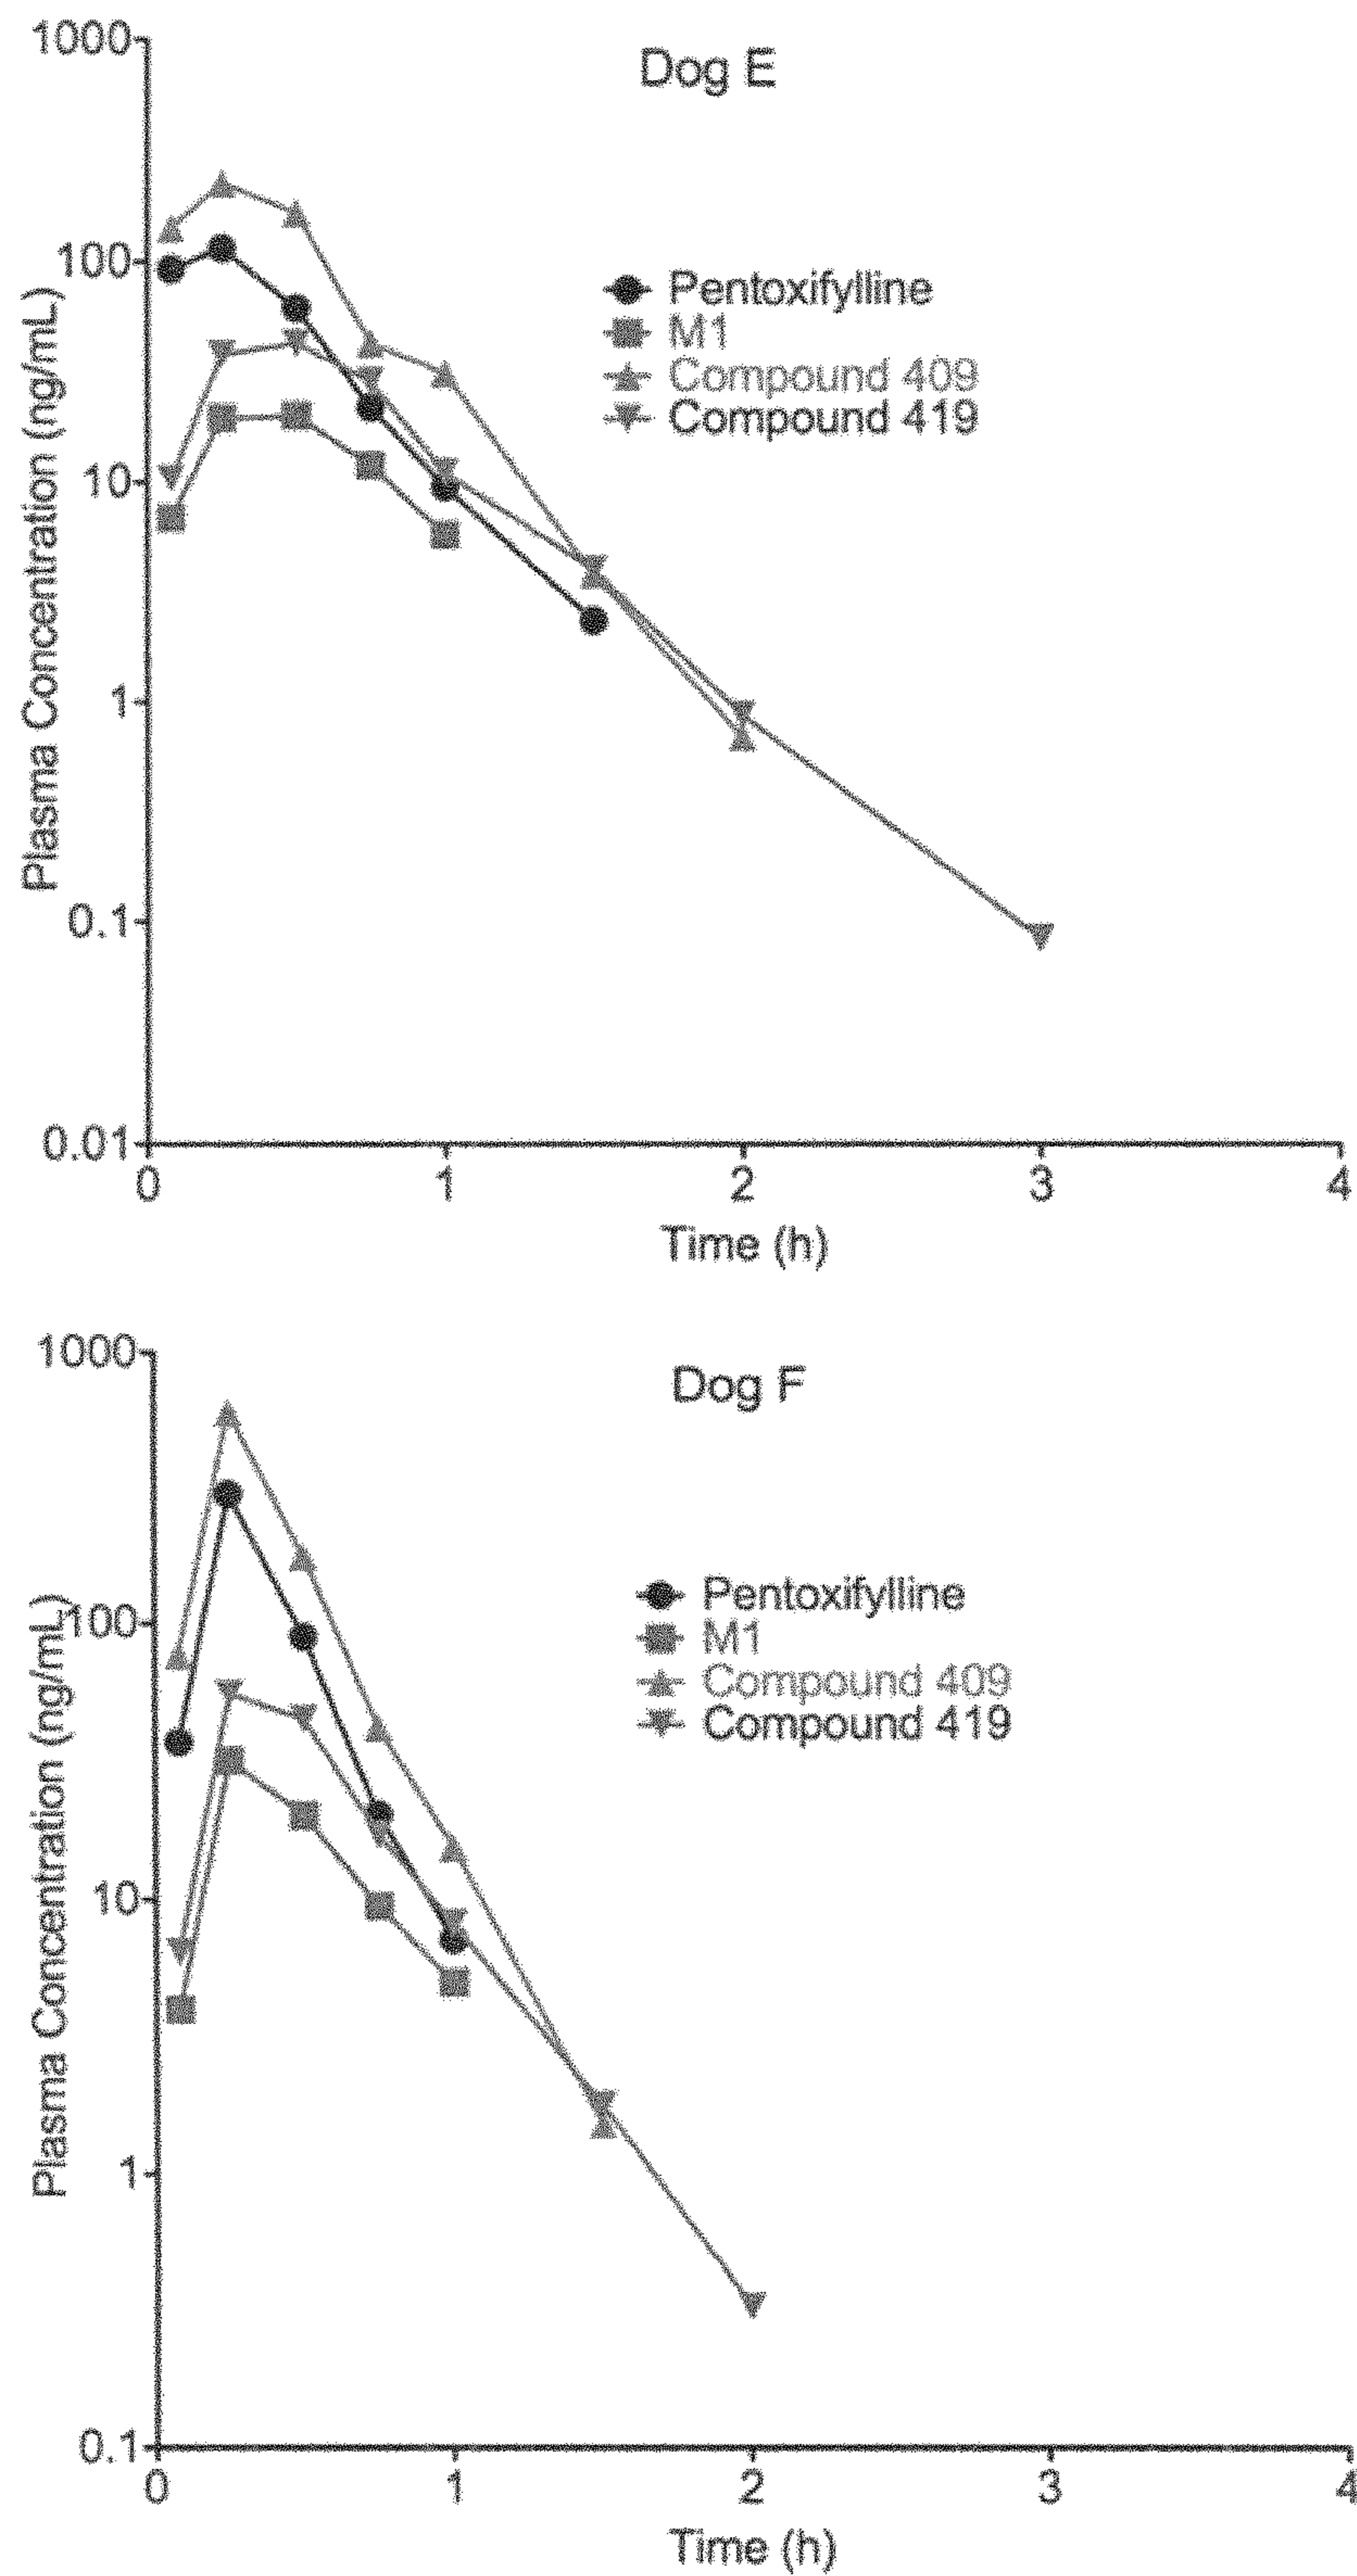 Dog E
1000
100
10
1
0.1
0.01
Plasma Concentration (ng/mL)
Pentoxifylline
M1
Compound 409
Compound 419
0 1 2 3 4
Time (h)
Dog F
1000
100
10
1
0.1
Plasma Concentration (ng/mL)
Pentoxifylline
M1
Compound 409
Compound 419
0 1 2 3 4
Time (h)